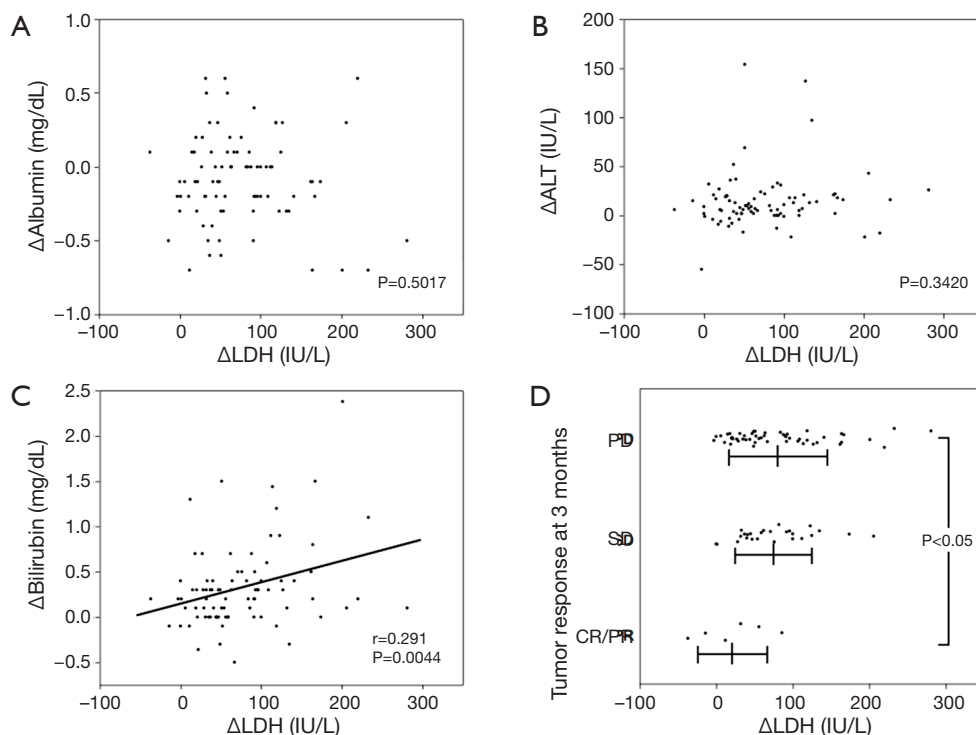 A
1.0
0.5
0.0
−0.5
−1.0
ΔAlbumin (mg/dL)
P=0.5017
−100 0 100 200 300
ΔLDH (IU/L)
B
200
150
100
50
0
−50
−100
ΔALT (IU/L)
P=0.3420
−100 0 100 200 300
ΔLDH (IU/L)
C
2.5
2.0
1.5
1.0
0.5
0.0
−0.5
ΔBilirubin (mg/dL)
r=0.291
P=0.0044
−100 0 100 200 300
ΔLDH (IU/L)
D
Tumor response at 3 months
PD
SD
CR/PR
P<0.05
−100 0 100 200 300
ΔLDH (IU/L)